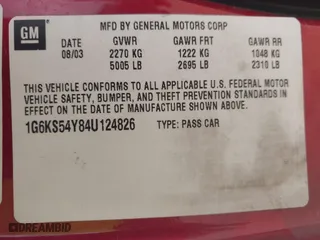 GM
MFD BY GENERAL MOTORS CORP
DATE GVWR GAWR FRT GAWR RR
08/03 2270 KG 1222 KG 1048 KG
5005 LB 2695 LB 2310 LB
THIS VEHICLE CONFORMS TO ALL APPLICABLE U.S. FEDERAL MOTOR
VEHICLE SAFETY, BUMPER, AND THEFT PREVENTION STANDARDS IN
EFFECT ON THE DATE OF MANUFACTURE SHOWN ABOVE.
1G6KS54Y84U124826 TYPE: PASS CAR
DREAMBID